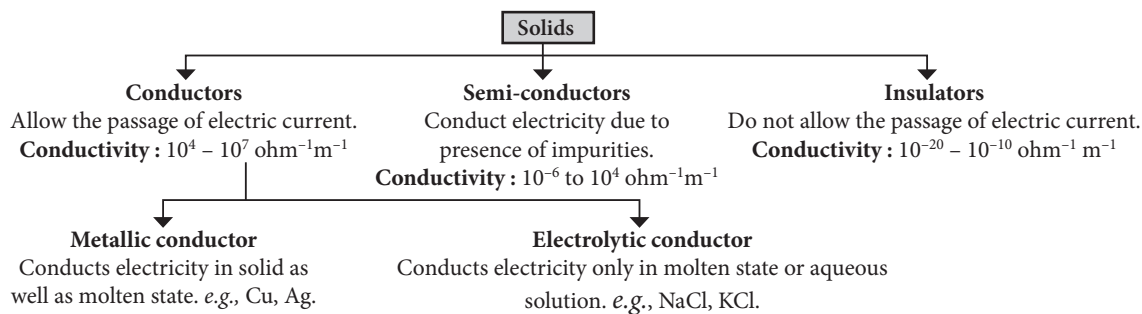 Solids
Conductors
Allow the passage of electric current.
Conductivity : 10⁴ – 10⁷ ohm⁻¹m⁻¹
Semi-conductors
Conduct electricity due to
presence of impurities.
Conductivity : 10⁻⁶ to 10⁴ ohm⁻¹m⁻¹
Insulators
Do not allow the passage of electric current.
Conductivity : 10⁻²⁰ – 10⁻¹⁰ ohm⁻¹ m⁻¹
Metallic conductor
Conducts electricity in solid as
well as molten state. e.g., Cu, Ag.
Electrolytic conductor
Conducts electricity only in molten state or aqueous
solution. e.g., NaCl, KCl.